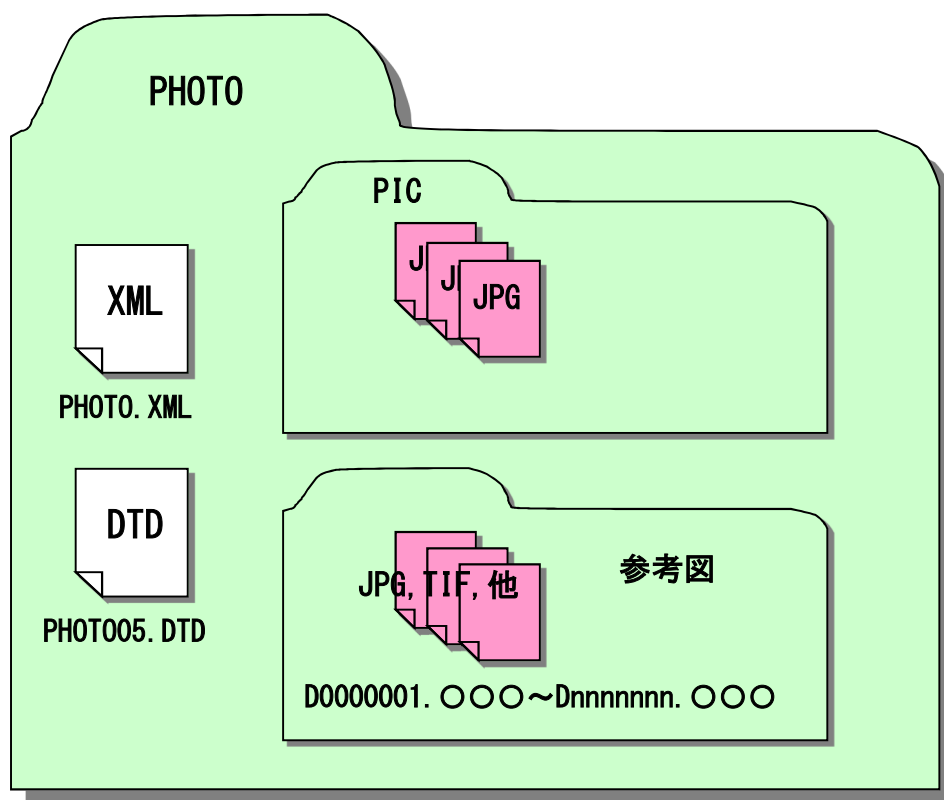 PHOTO
PIC
J
J
JPG
XML
PHOTO.XML
DTD
PHOTO05.DTD
JPG,TIF,他
参考図
D0000001.○○○～Dnnnnnnn.○○○